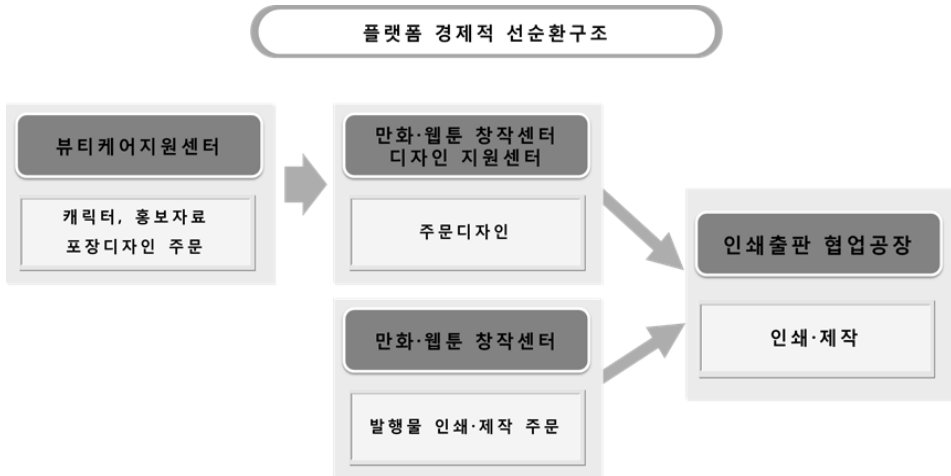 플랫폼 경제적 선순환구조
뷰티케어지원센터
캐릭터, 홍보자료
포장디자인 주문
만화·웹툰 창작센터
디자인 지원센터
주문디자인
만화·웹툰 창작센터
발행물 인쇄·제작 주문
인쇄출판 협업공장
인쇄·제작